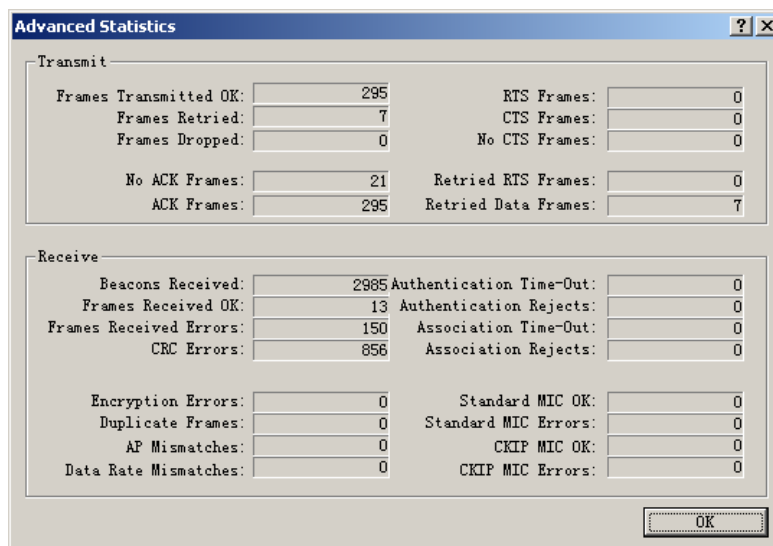 Advanced Statistics
Transmit
Frames Transmitted OK: 295 RTS Frames: 0
Frames Retried: 7 CTS Frames: 0
Frames Dropped: 0 No CTS Frames: 0
No ACK Frames: 21 Retried RTS Frames: 0
ACK Frames: 295 Retried Data Frames: 7
Receive
Beacons Received: 2985 Authentication Time-Out: 0
Frames Received OK: 13 Authentication Rejects: 0
Frames Received Errors: 150 Association Time-Out: 0
CRC Errors: 856 Association Rejects: 0
Encryption Errors: 0 Standard MIC OK: 0
Duplicate Frames: 0 Standard MIC Errors: 0
AP Mismatches: 0 CKIP MIC OK: 0
Data Rate Mismatches: 0 CKIP MIC Errors: 0
OK